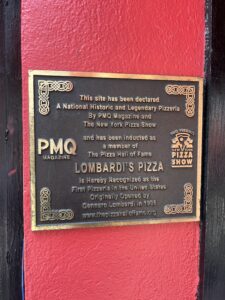 This site has been declared
A National Historic and Legendary Pizzeria
By PMQ Magazine and
The New York Pizza Show
and has been inducted as
a member of
The Pizza Hall of Fame
PMQ
MAGAZINE
PIZZA
SHOW
LOMBARDI'S PIZZA
is Hereby Recognized as the
First Pizzeria in the United States
Originally Owned by
Gennaro Lombardi in 1905
www.thepizzahalloffame.org